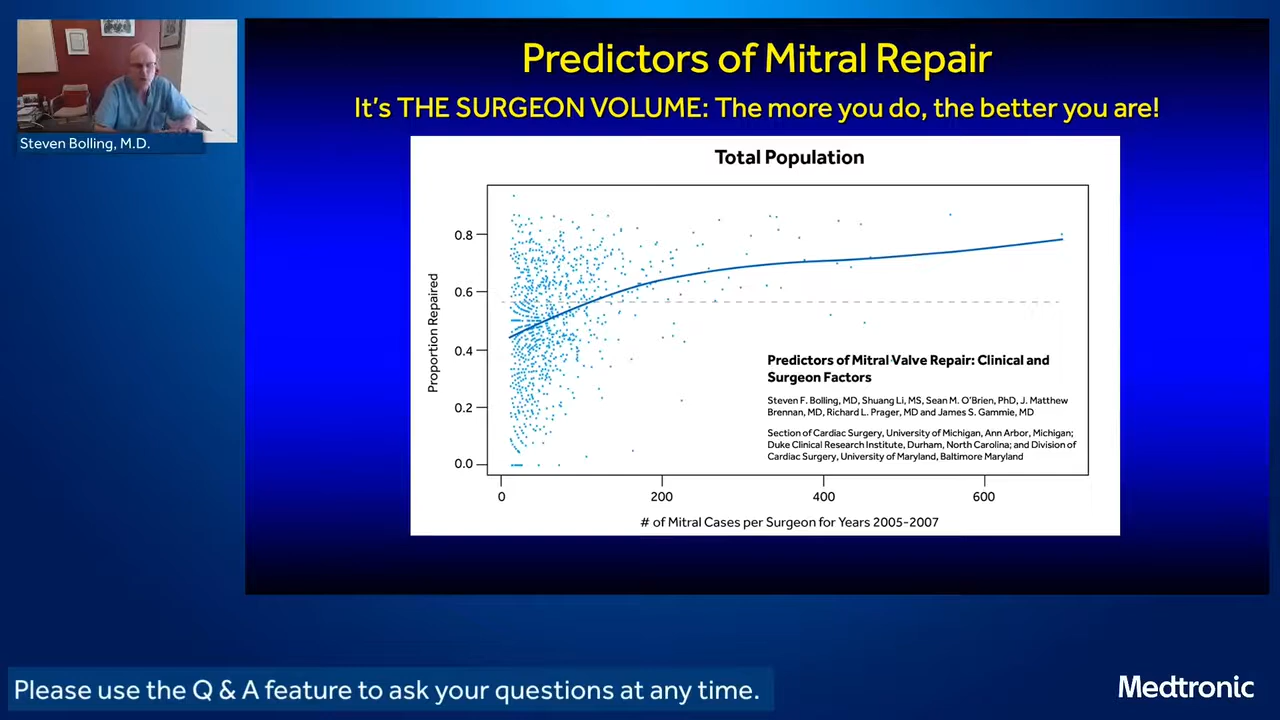 Steven Bolling, M.D.
Predictors of Mitral Repair
It's THE SURGEON VOLUME: The more you do, the better you are!
Total Population
Proportion Repaired
0.8
0.6
0.4
0.2
0.0
Predictors of Mitral Valve Repair: Clinical and
Surgeon Factors
Steven F. Bolling, MD, Shuang Li, MS, Sean M. O'Brien, PhD, J. Matthew
Brennan, MD, Richard L. Prager, MD and James S. Gammie, MD
Section of Cardiac Surgery, University of Michigan, Ann Arbor, Michigan;
Duke Clinical Research Institute, Durham, North Carolina; and Division of
Cardiac Surgery, University of Maryland, Baltimore Maryland
0
200
400
600
# of Mitral Cases per Surgeon for Years 2005-2007
Please use the Q & A feature to ask your questions at any time.
Medtronic